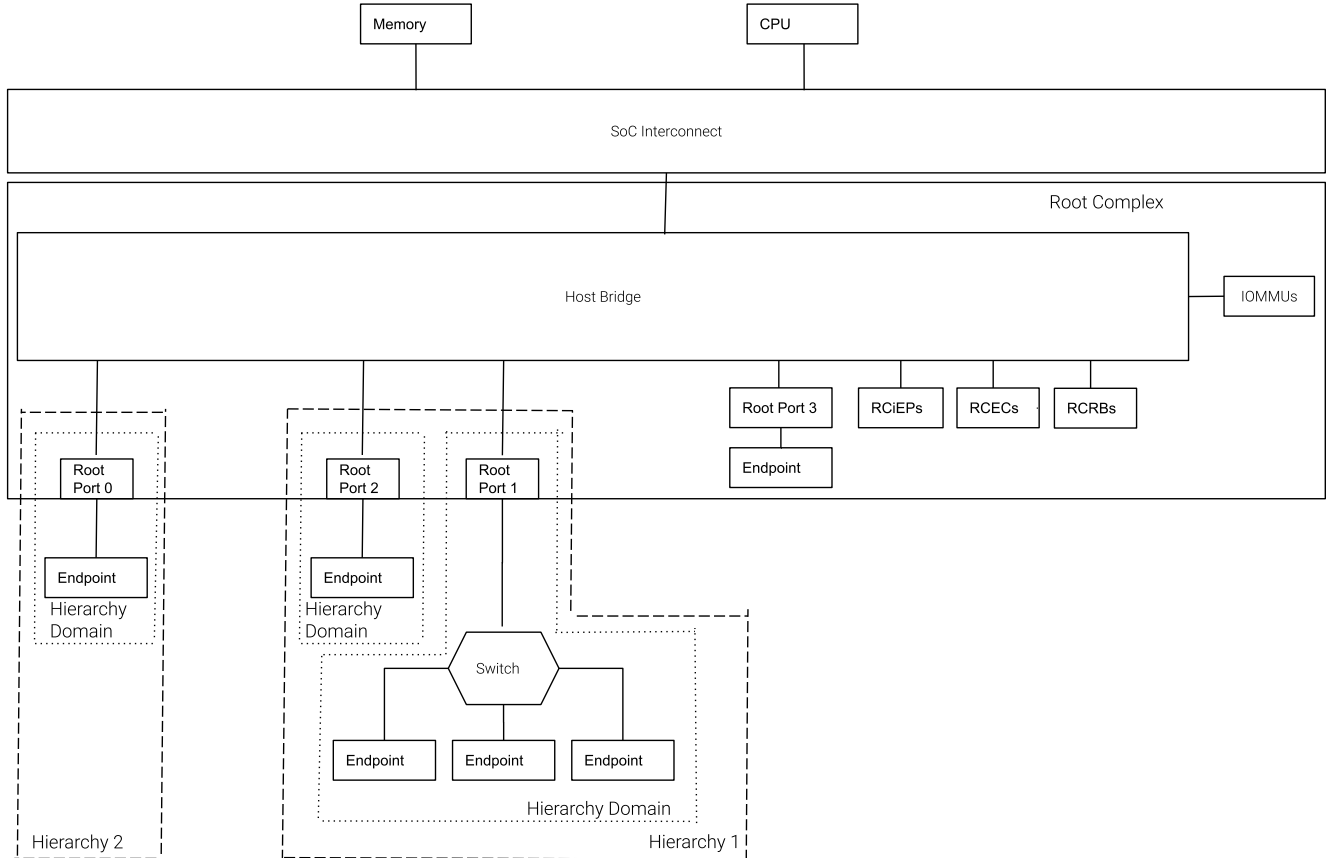 Memory
CPU
SoC Interconnect
Root Complex
Host Bridge
IOMMUs
Root Port 3
RCiEPs
RCECs
RCRBs
Endpoint
Root
Port 0
Root
Port 2
Root
Port 1
Endpoint
Hierarchy
Domain
Endpoint
Hierarchy
Domain
Switch
Endpoint
Endpoint
Endpoint
Hierarchy Domain
Hierarchy 2
Hierarchy 1